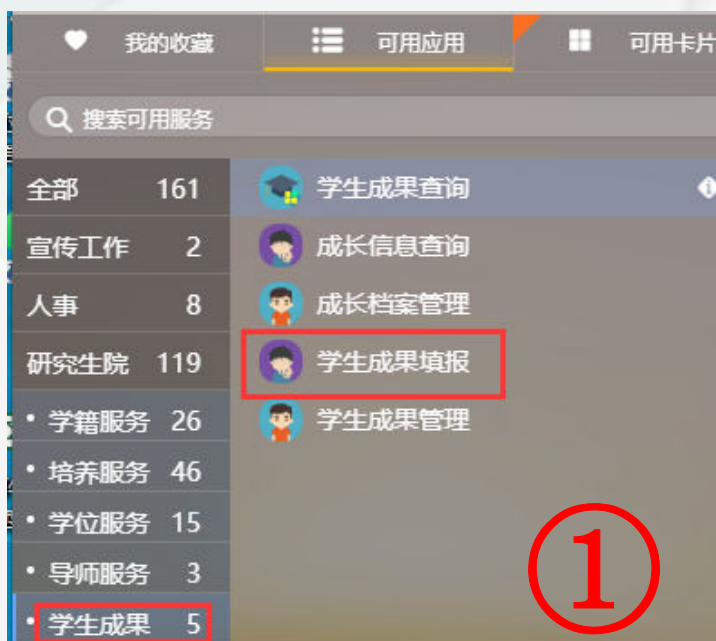 我的收藏 可用应用 可用卡片
搜索可用服务
全部 161
宣传工作 2
人事 8
研究生院 119
• 学籍服务 26
• 培养服务 46
• 学位服务 15
• 导师服务 3
• 学生成果 5
学生成果查询
成长信息查询
成长档案管理
学生成果填报
学生成果管理
①